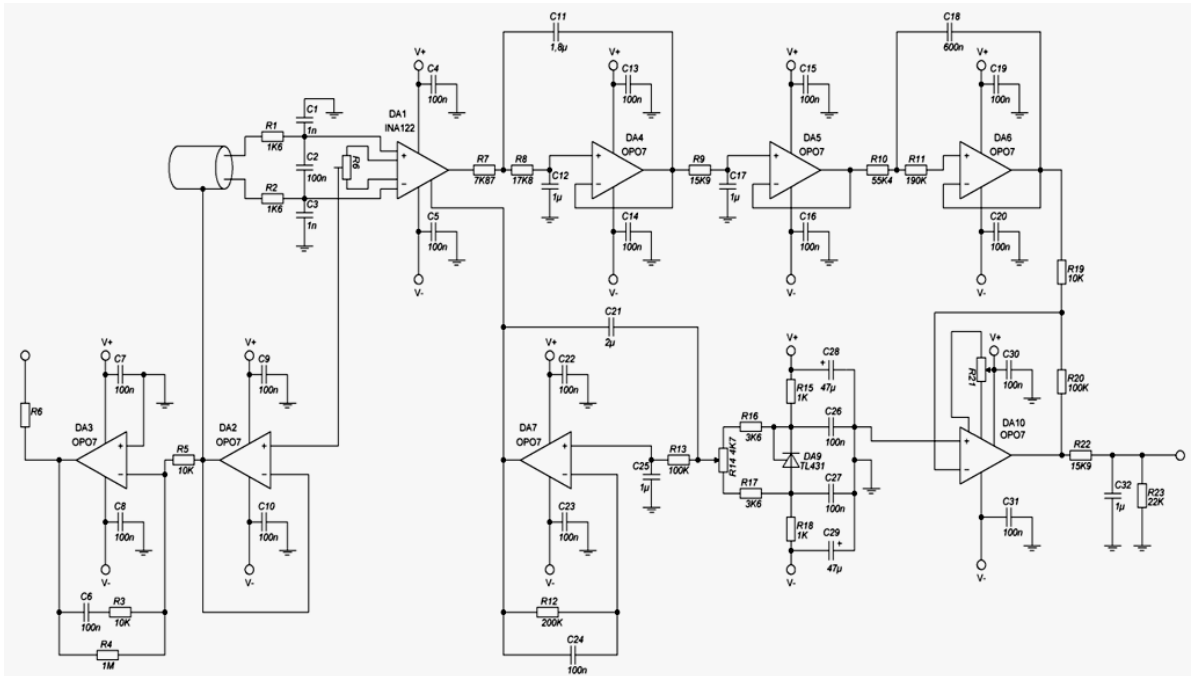 C11
1,8µ
C18
600n
V+
C4
100n
V+
C13
100n
V+
C15
100n
V+
C19
100n
C1
1n
DA1
INA122
DA4
OPO7
DA5
OPO7
DA6
OPO7
R1
1K6
C2
100n
R6
R7
7K87
R8
17K8
R9
15K9
R10
55K4
R11
190K
C12
1µ
C17
1µ
R2
1K6
C3
1n
C5
100n
C14
100n
C16
100n
C20
100n
V-
V-
V-
V-
R19
10K
C21
2µ
V+
C7
100n
V+
C9
100n
V+
C22
100n
V+
C28
47µ
V+
C30
100n
R21
R20
100K
R6
DA3
OPO7
R5
10K
DA2
OPO7
DA7
OPO7
R13
100K
R14 4K7
R15
1K
R16
3K6
C26
100n
DA9
TL431
DA10
OPO7
R22
15K9
C25
1µ
R17
3K6
C27
100n
C32
1µ
R23
22K
C8
100n
C10
100n
C23
100n
R18
1K
C29
47µ
C31
100n
V-
V-
V-
V-
V-
C6
100n
R3
10K
R4
1M
R12
200K
C24
100n